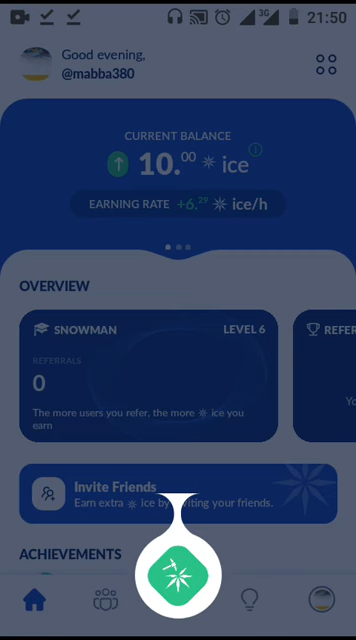 3G 21:50
Good evening,
@mabba380
CURRENT BALANCE
10.00 ice
EARNING RATE +6.29 ice/h
OVERVIEW
SNOWMAN LEVEL 6
REFERRALS
0
The more users you refer, the more ice you
earn
REFER
Yo
Invite Friends
Earn extra ice by inviting your friends.
ACHIEVEMENTS